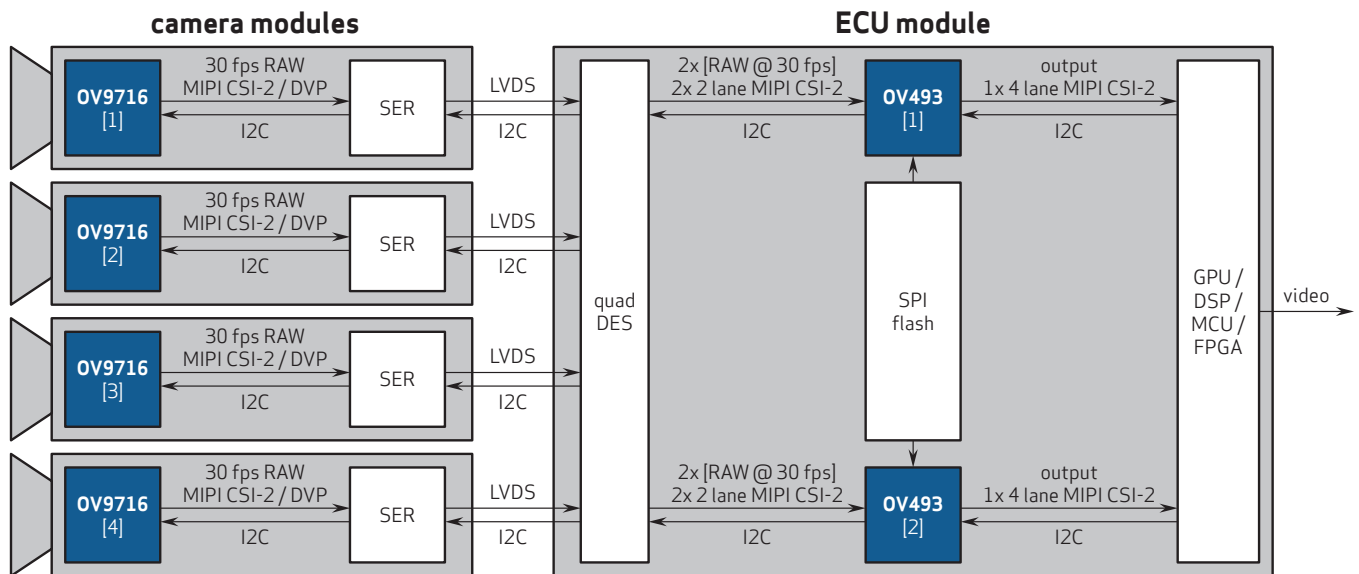 camera modules
ECU module
OV9716
[1]
30 fps RAW
MIPI CSI-2 / DVP
I2C
SER
LVDS
I2C
OV9716
[2]
30 fps RAW
MIPI CSI-2 / DVP
I2C
SER
LVDS
I2C
OV9716
[3]
30 fps RAW
MIPI CSI-2 / DVP
I2C
SER
LVDS
I2C
OV9716
[4]
30 fps RAW
MIPI CSI-2 / DVP
I2C
SER
LVDS
I2C
quad
DES
2x [RAW @ 30 fps]
2x 2 lane MIPI CSI-2
I2C
OV493
[1]
output
1x 4 lane MIPI CSI-2
I2C
SPI
flash
2x [RAW @ 30 fps]
2x 2 lane MIPI CSI-2
I2C
OV493
[2]
output
1x 4 lane MIPI CSI-2
I2C
GPU /
DSP /
MCU /
FPGA
video